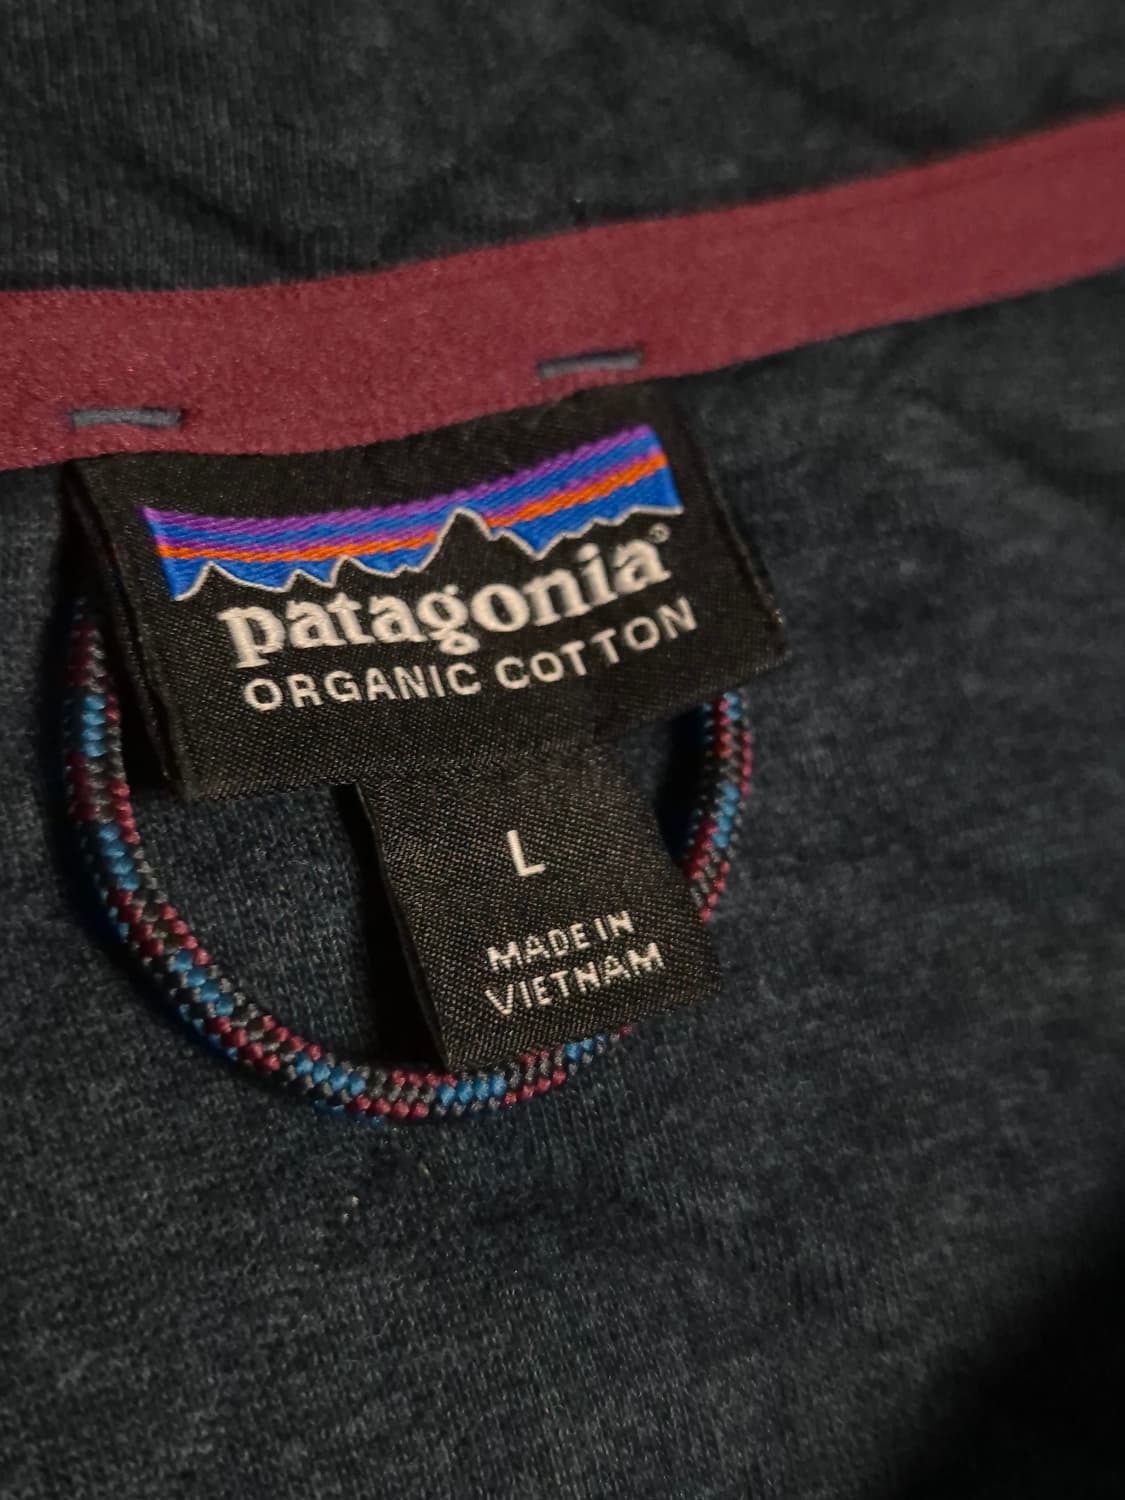 patagonia®
ORGANIC COTTON
L
MADE IN
VIETNAM